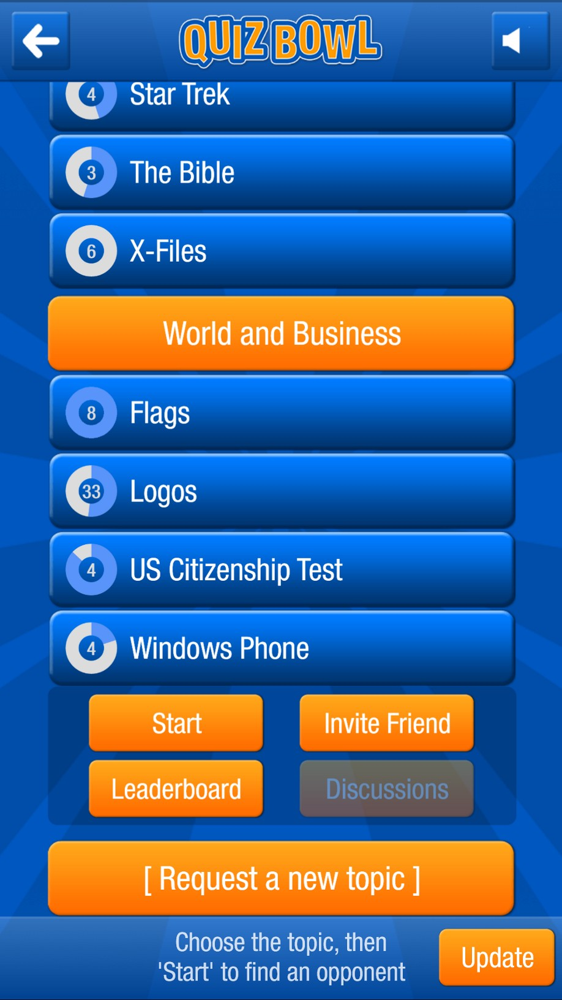 QUIZ BOWL
4 Star Trek
3 The Bible
6 X-Files
World and Business
8 Flags
33 Logos
4 US Citizenship Test
4 Windows Phone
Start Invite Friend
Leaderboard Discussions
[ Request a new topic ]
Choose the topic, then
'Start' to find an opponent
Update